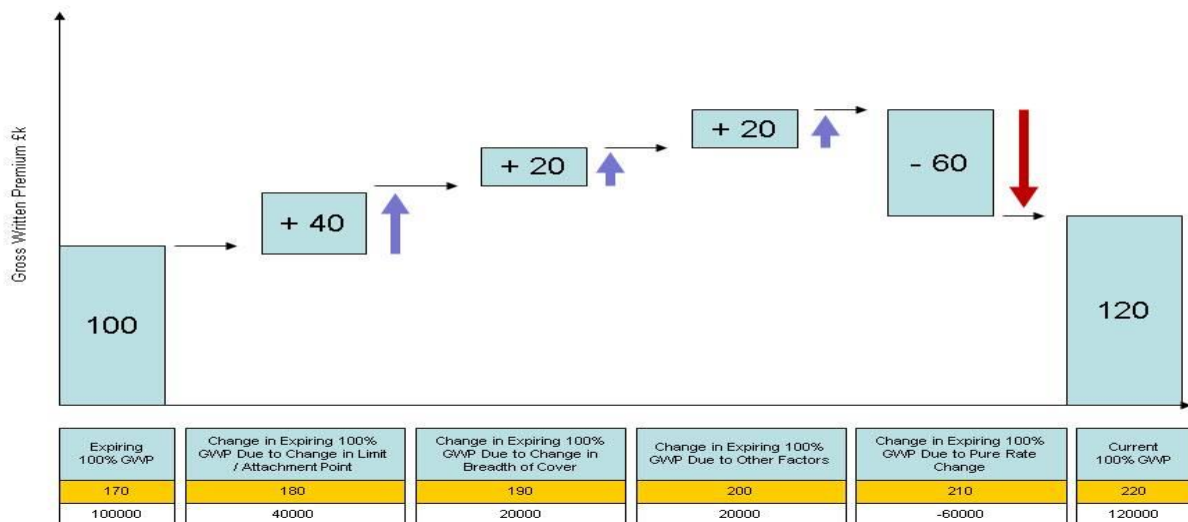 Gross Written Premium £k
100
+ 40
+ 20
+ 20
- 60
120
Expiring
100% GWP
Change in Expiring 100%
GWP Due to Change in Limit
/ Attachment Point
Change in Expiring 100%
GWP Due to Change in
Breadth of Cover
Change in Expiring 100%
GWP Due to Other Factors
Change in Expiring 100%
GWP Due to Pure Rate
Change
Current
100% GWP
170
180
190
200
210
220
100000
40000
20000
20000
-60000
120000